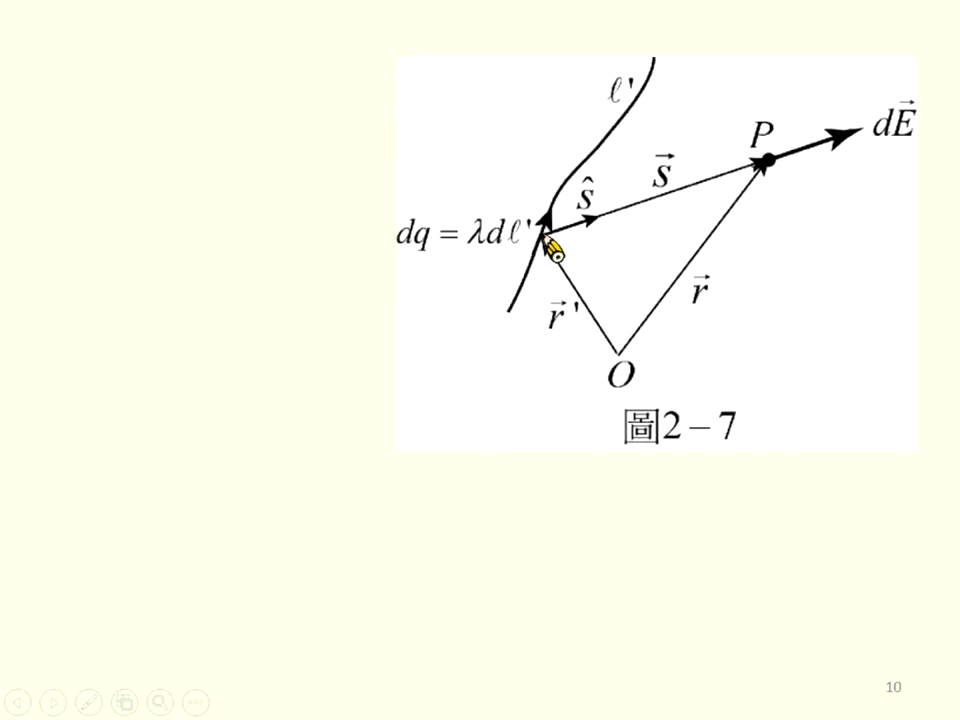 ℓ'
P
dE⃗
s⃗
ŝ
dq = λdℓ'
r⃗
r⃗'
O
圖2－7
10